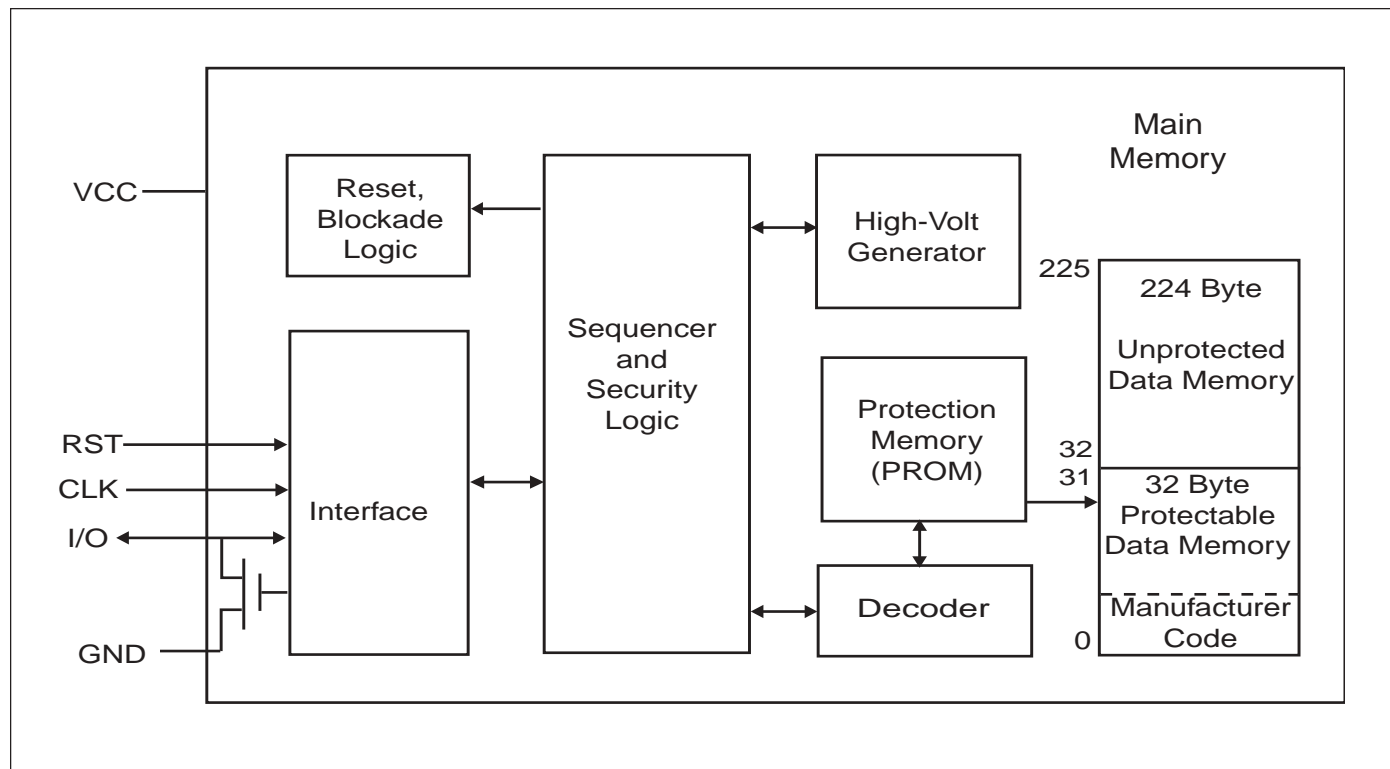 Main
Memory
VCC
Reset,
Blockade
Logic
High-Volt
Generator
Sequencer
and
Security
Logic
225
224 Byte
Unprotected
Data Memory
Protection
Memory
(PROM)
32
31
32 Byte
Protectable
Data Memory
RST
CLK
I/O
Interface
Decoder
Manufacturer
Code
0
GND